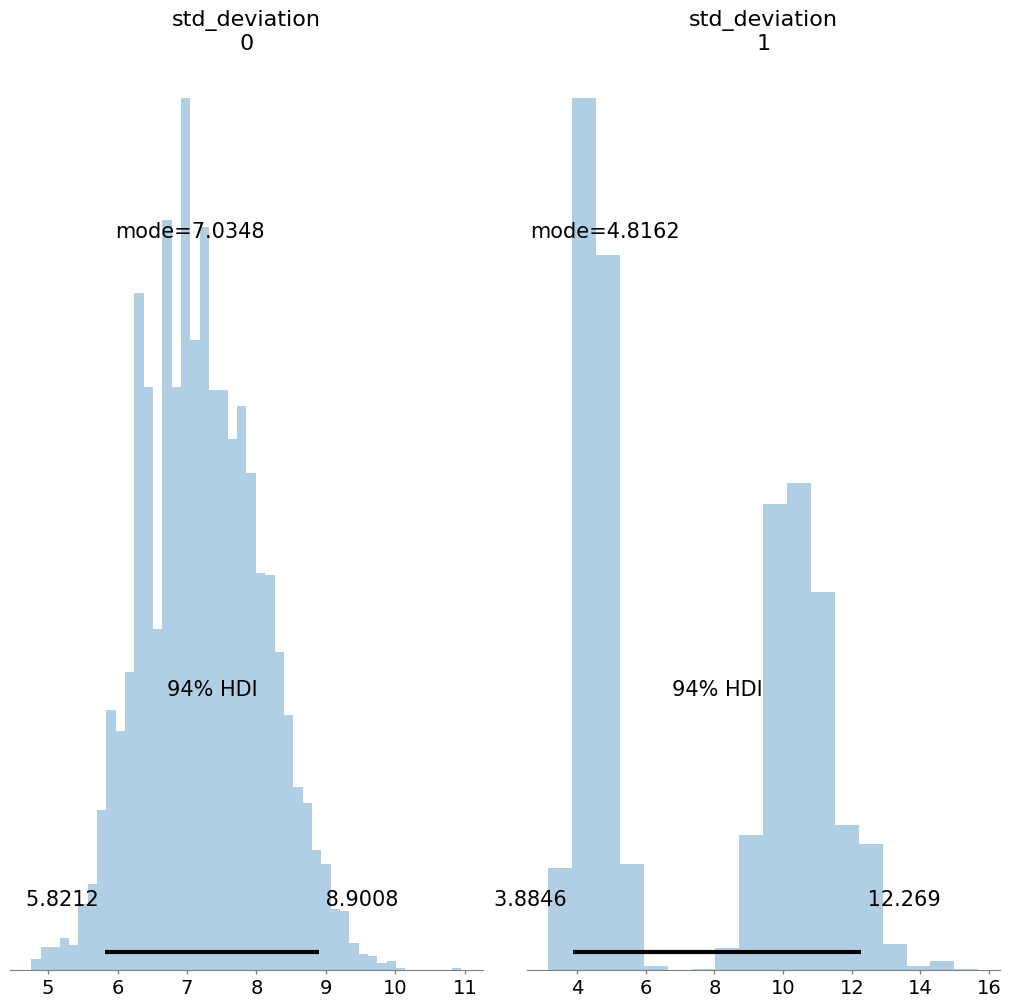 std_deviation
0
mode=7.0348
94% HDI
5.8212
8.9008
5 6 7 8 9 10 11
std_deviation
1
mode=4.8162
94% HDI
3.8846
12.269
4 6 8 10 12 14 16